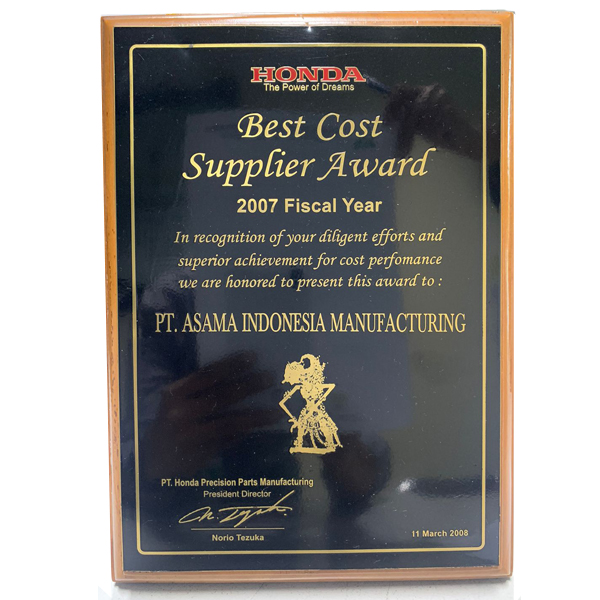 HONDA
The Power of Dreams
Best Cost
Supplier Award
2007 Fiscal Year
In recognition of your diligent efforts and
superior achievement for cost perfomance
we are honored to present this award to :
PT. ASAMA INDONESIA MANUFACTURING
PT. Honda Precision Parts Manufacturing
President Director
Norio Tezuka
11 March 2008